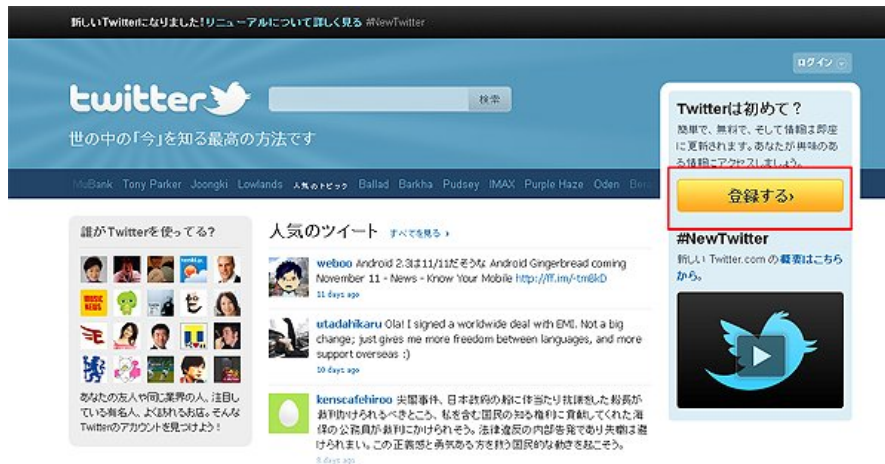 新しいTwitterになりました!リニューアルについて詳しく見る #NewTwitter
ログイン
twitter
検索
世の中の「今」を知る最高の方法です
MuBank Tony Parker Joongki Lowlands 人気のトピック Ballad Barkha Pudsey IMAX Purple Haze Oden
Twitterは初めて?
簡単で、無料で、そして情報は即座
に更新されます。あなたが興味のあ
る情報にアクセスしましょう。
登録する›
#NewTwitter
新しい Twitter.com の概要はこちら
から。
誰がTwitterを使ってる?
MUSIC
NEWS
あなたの友人や同じ業界の人、注目し
ている有名人、よく訪れるお店。そんな
Twitterのアカウントを見つけよう!
人気のツイート すべてを見る ›
weboo Android 2.3は11/11だそうな Android Gingerbread coming
November 11 - News - Know Your Mobile http://ff.im/-tm8kD
11 days ago
utadahikaru Ola! I signed a worldwide deal with EMI. Not a big
change; just gives me more freedom between languages, and more
support overseas :)
10 days ago
kenscafehiroo 尖閣事件、日本政府の船に体当たり抗議をした船長が
裁判かけられるべきところ、私を含む国民の知る権利に貢献してくれた海
保の公務員が裁判にかけられそう。法律違反の内部告発であり失職は避
けられまい。この正義感と勇気ある方を救う国民的な動きを起こそう。
8 days ago